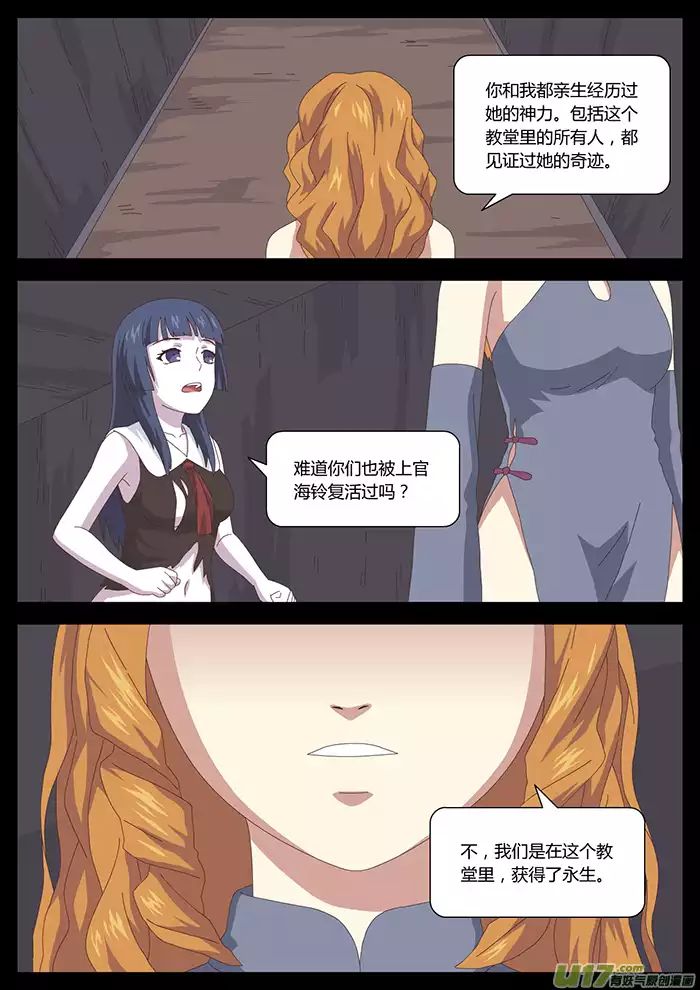 你和我都亲生经历过
她的神力。包括这个
教堂里的所有人，都
见证过她的奇迹。
难道你们也被上官
海铃复活过吗？
不，我们是在这个教
堂里，获得了永生。
U17.com
有妖气原创漫画